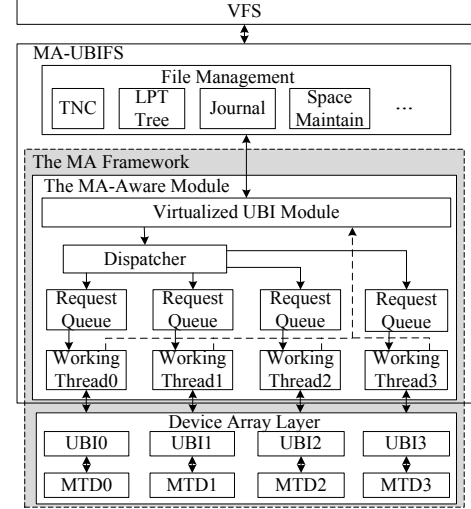 VFS
MA-UBIFS
File Management
TNC
LPT
Tree
Journal
Space
Maintain
...
The MA Framework
The MA-Aware Module
Virtualized UBI Module
Dispatcher
Request
Queue
Request
Queue
Request
Queue
Request
Queue
Working
Thread0
Working
Thread1
Working
Thread2
Working
Thread3
Device Array Layer
UBI0
UBI1
UBI2
UBI3
MTD0
MTD1
MTD2
MTD3